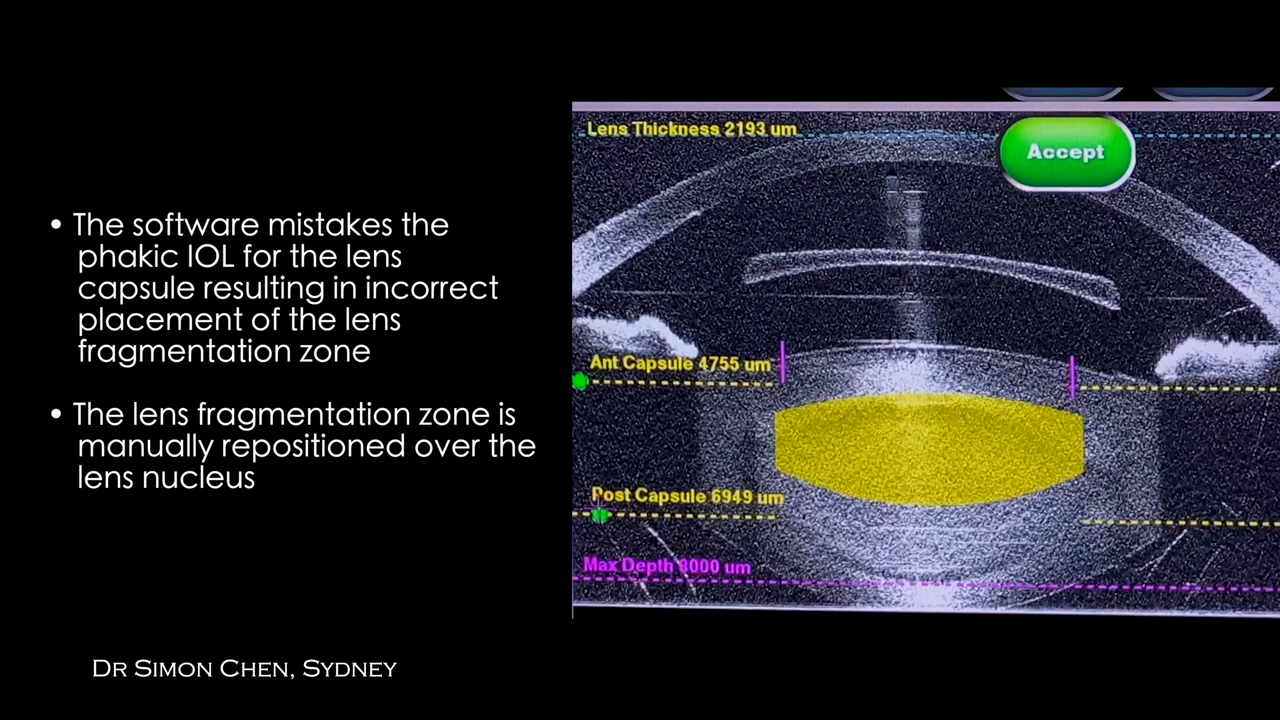 • The software mistakes the
phakic IOL for the lens
capsule resulting in incorrect
placement of the lens
fragmentation zone
• The lens fragmentation zone is
manually repositioned over the
lens nucleus
Dr Simon Chen, Sydney
Lens Thickness 2193 um
Accept
Ant Capsule 4755 um
Post Capsule 6949 um
Max Depth 8000 um